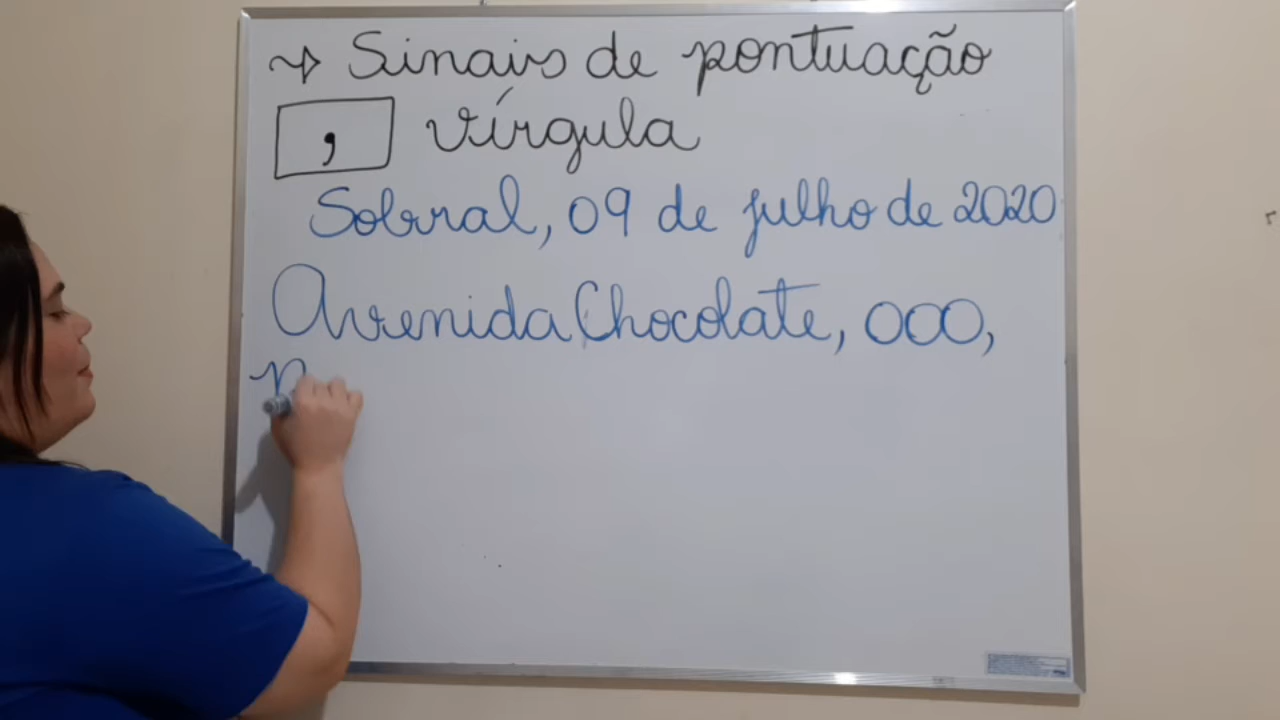 Sinais de pontuação
, vírgula
Sobral, 09 de julho de 2020
Avenida Chocolate, 000,